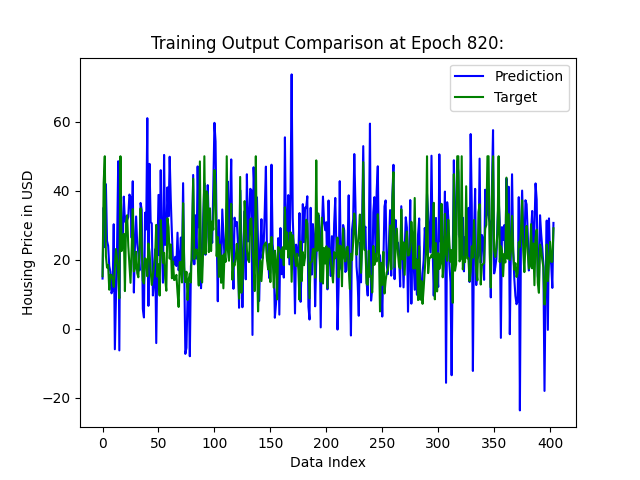 Training Output Comparison at Epoch 820:
Prediction
Target
Housing Price in USD
60
40
20
0
−20
0 50 100 150 200 250 300 350 400
Data Index